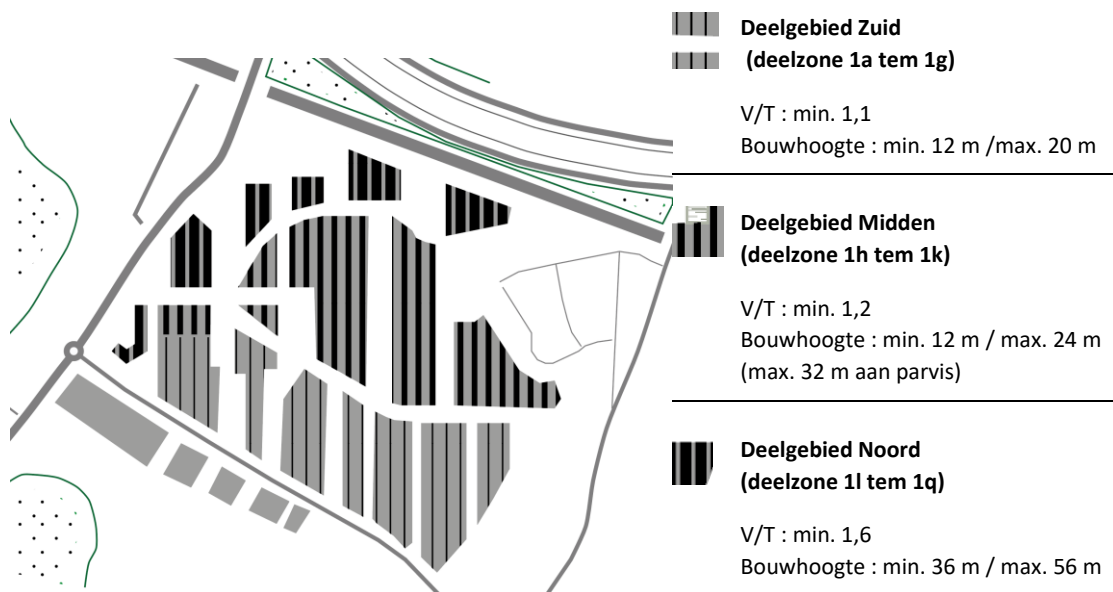 Deelgebied Zuid
(deelzone 1a tem 1g)
V/T : min. 1,1
Bouwhoogte : min. 12 m /max. 20 m
Deelgebied Midden
(deelzone 1h tem 1k)
V/T : min. 1,2
Bouwhoogte : min. 12 m / max. 24 m
(max. 32 m aan parvis)
Deelgebied Noord
(deelzone 1l tem 1q)
V/T : min. 1,6
Bouwhoogte : min. 36 m / max. 56 m